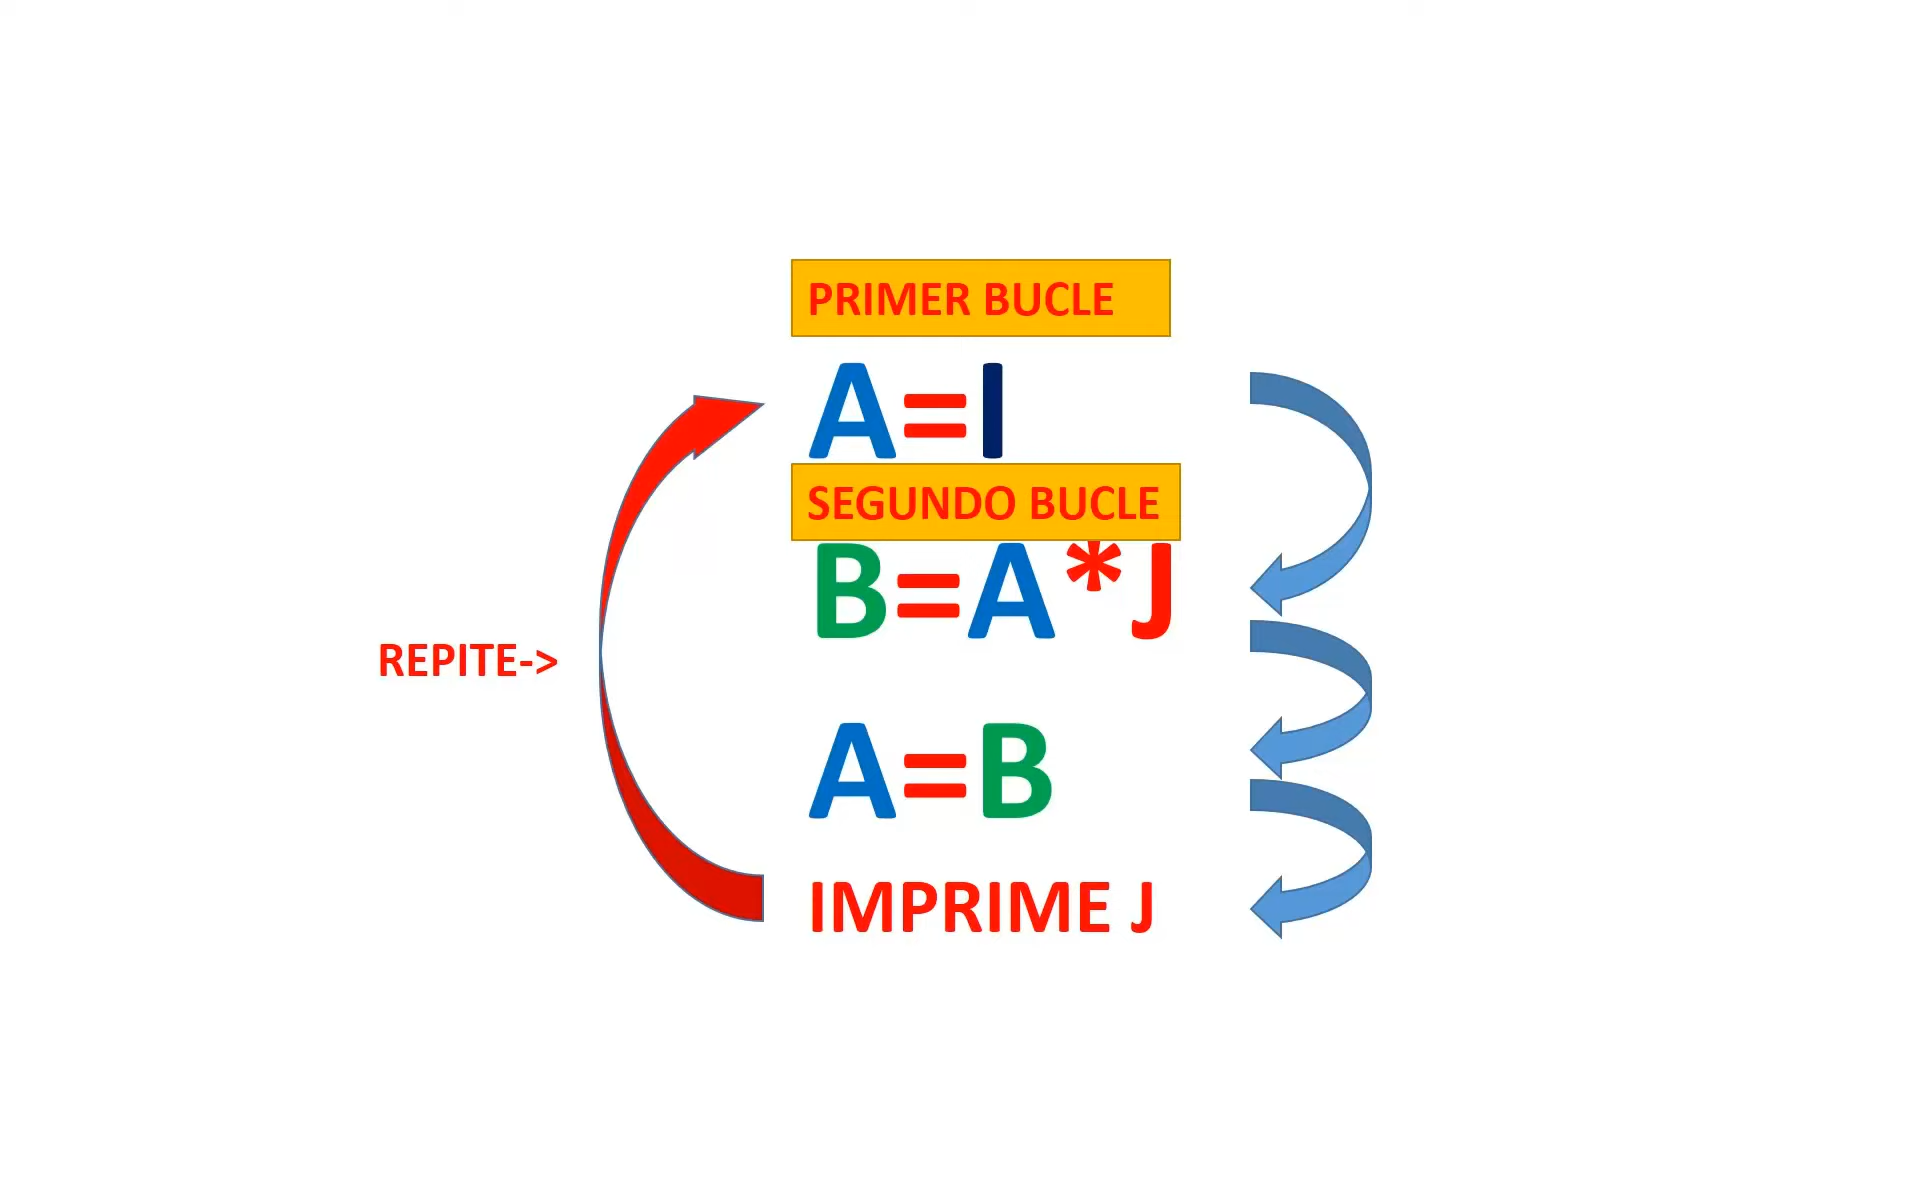 PRIMER BUCLE
A=I
SEGUNDO BUCLE
B=A*J
REPITE->
A=B
IMPRIME J